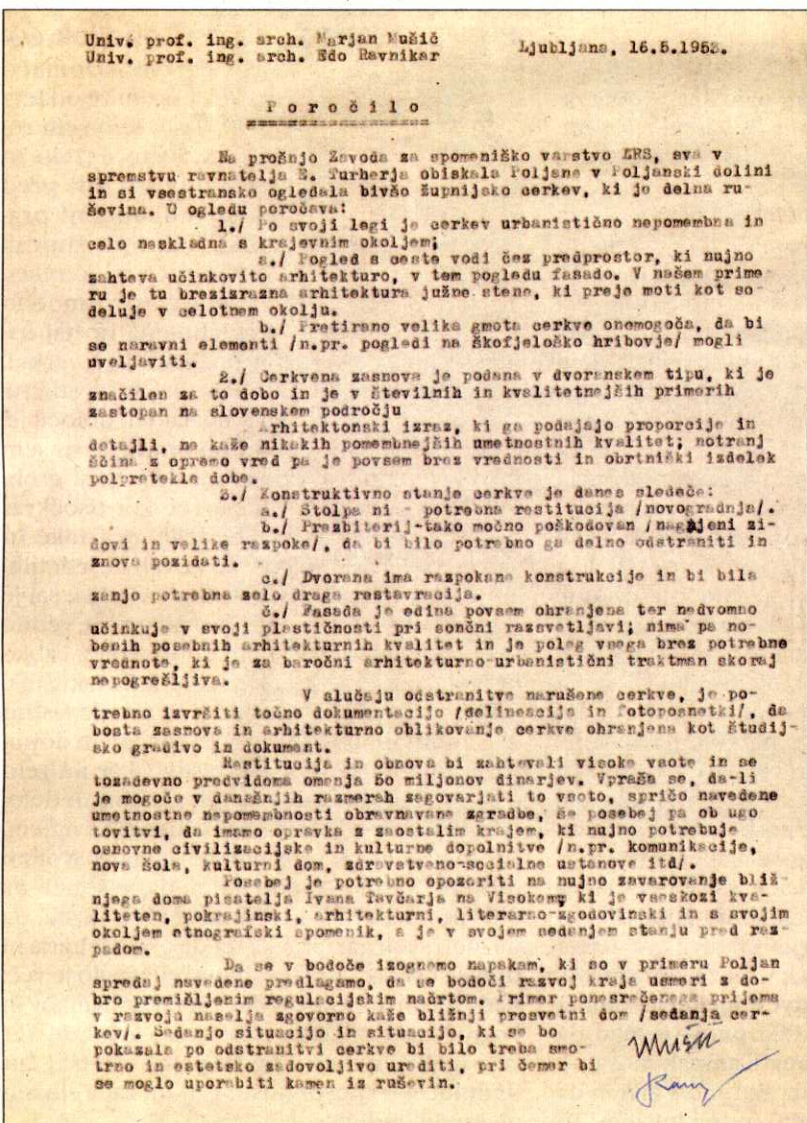 Univ. prof. ing. arch. Marjan Mušič
Univ. prof. ing. arch. Edo Ravnikar
Ljubljana, 16.5.1953.
P o r o č i l o
Na prošnjo Zavoda za spomeniško varstvo LRS, sva v
spremstvu ravnatelja E. Turherja obiskala Poljane v Poljanski dolini
in si vsestransko ogledala bivšo župnijsko cerkev, ki je delna ru-
ševina. O ogledu poročava:
1./ Po svoji legi je cerkev urbanistično nepomembna in
celo neskladna s krajevnim okoljem;
a./ Pogled s ceste vodi čez predprostor, ki nujno
zahteva učinkovito arhitekturo, v tem pogledu fasado. V našem prime-
ru je tu brezizrazna arhitektura južne stene, ki preje moti kot so-
deluje v celotnem okolju.
b./ Pretirano velika gmota cerkve onemogoča, da bi
se naravni elementi /n.pr. pogledi na škofjeloško hribovje/ mogli
uveljaviti.
2./ Cerkvena zasnova je podana v dvoranskem tipu, ki je
značilen za to dobo in je v številnih in kvalitetnejših primerih
zastopan na slovenskem področju
Arhitektonski izraz, ki ga podajajo proporcije in
detajli, ne kaže nikakih pomembnejših umetnostnih kvalitet; notranj
ščina z opremo vred pa je povsem brez vrednosti in obrtniški izdelek
polpretekle dobe.
3./ Konstruktivno stanje cerkve je danes sledeče:
a./ Stolpa ni - potrebna restitucija /novogradnja/.
b./ Prezbiterij-tako močno poškodovan /nagnjeni zi-
dovi in velike razpoke/, da bi bilo potrebno ga delno odstraniti in
znova pozidati.
c./ Dvorana ima razpokane konstrukcije in bi bila
zanjo potrebna zelo draga restavracija.
č./ Fasada je edina povsem ohranjena ter nedvomno
učinkuje v svoji plastičnosti pri sončni razsvetljavi; nima pa no-
benih posebnih arhitekturnih kvalitet in je poleg vsega brez potrebne
vrednote, ki je za baročni arhitekturno-urbanistični traktman skoraj
nepogrešljiva.
V slučaju odstranitve narušene cerkve, je po-
trebno izvršiti točno dokumentacijo /delineacija in fotoposnetki/, da
bosta zasnova in arhitekturno oblikovanje cerkve ohranjena kot študij-
sko gradivo in dokument.
Restitucija in obnova bi zahtevali visoke vsote in se
tozadevno predvidoma omenja 50 miljonov dinarjev. Vpraša se, da-li
je mogoče v današnjih razmerah zagovarjati to vsoto, spričo navedene
umetnostne nepomembnosti obravnavane zgradbe, še posebej pa ob ugo
tovitvi, da imamo opravka z zaostalim krajem, ki nujno potrebuje
osnovne civilizacijske in kulturne dopolnitve /n.pr. komunikacije,
nova šola, kulturni dom, zdravstveno-socialne ustanove itd/.
Posebej je potrebno opozoriti na nujno zavarovanje bliž-
njega doma pisatelja Ivana Tavčarja na Visokem, ki je vseskozi kva-
liteten, pokrajinski, arhitekturni, literarno-zgodovinski in s svojim
okoljem etnografski spomenik, a je v svojem sedanjem stanju pred raz-
padom.
Da se v bodoče izognemo napakam, ki so v primeru Poljan
spredaj navedene predlagamo, da se bodoči razvoj kraja usmeri z do-
bro premišljenim regulacijskim načrtom. Primer ponesrečenega prijema
v razvoju naselja zgovorno kaže bližnji prosvetni dom /sedanja cer-
kev/. Sedanjo situacijo in situacijo, ki se bo
pokazala po odstranitvi cerkve bi bilo treba smo-
trno in estetsko zadovoljivo urediti, pri čemer bi
se moglo uporabiti kamen iz ruševin.
Mušič